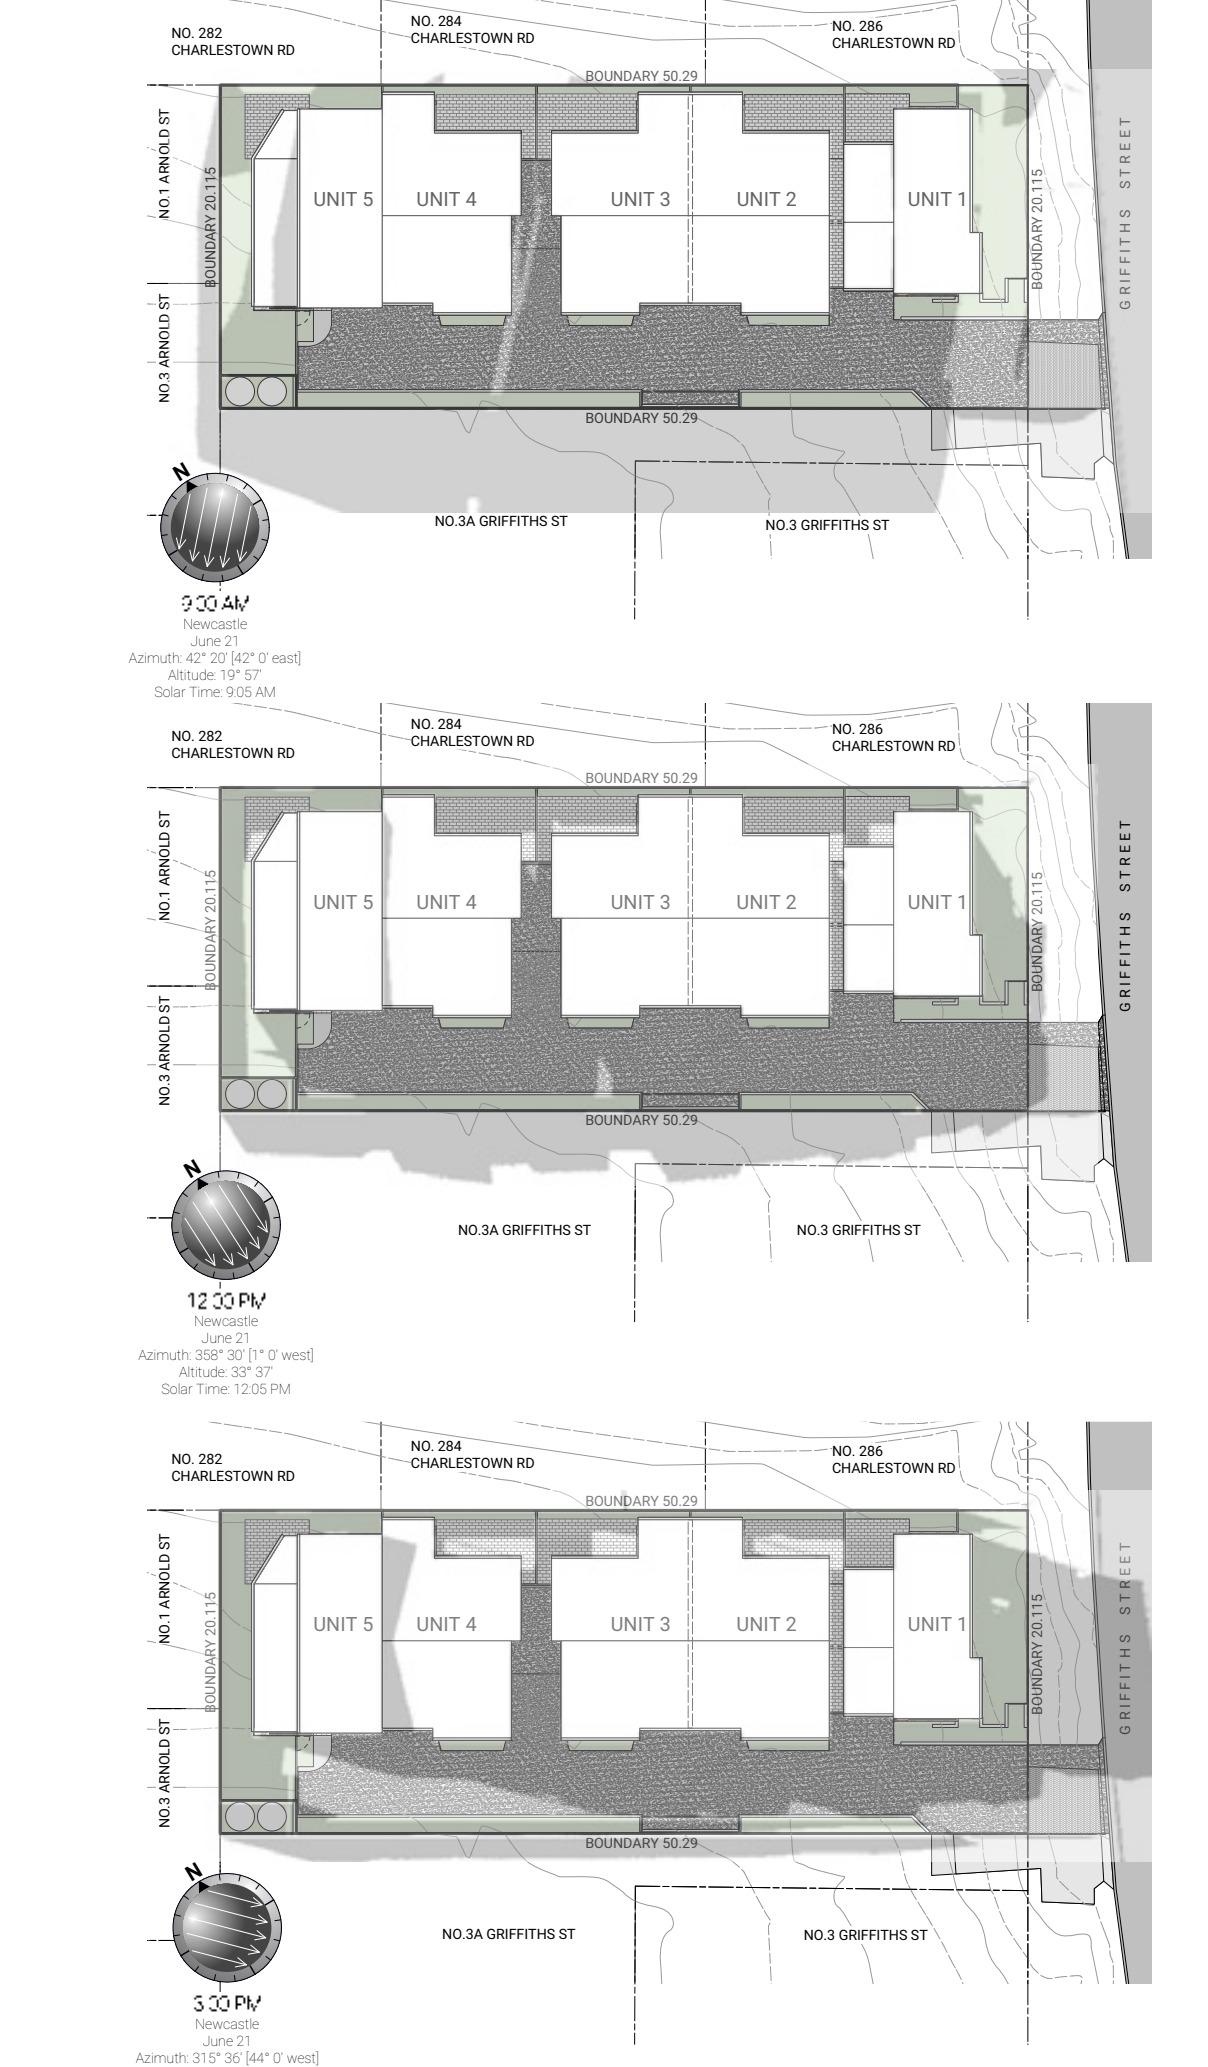 NO. 282
CHARLESTOWN RD
NO. 284
CHARLESTOWN RD
NO. 286
CHARLESTOWN RD
BOUNDARY 50.29
NO.1 ARNOLD ST
BOUNDARY 20.115
UNIT 5
UNIT 4
UNIT 3
UNIT 2
UNIT 1
BOUNDARY 20.115
GRIFFITHS STREET
NO.3 ARNOLD ST
BOUNDARY 50.29
N
NO.3A GRIFFITHS ST
NO.3 GRIFFITHS ST
9:00 AM
Newcastle
June 21
Azimuth: 42° 20' [42° 0' east]
Altitude: 19° 57'
Solar Time: 9:05 AM
NO. 282
CHARLESTOWN RD
NO. 284
CHARLESTOWN RD
NO. 286
CHARLESTOWN RD
BOUNDARY 50.29
NO.1 ARNOLD ST
BOUNDARY 20.115
UNIT 5
UNIT 4
UNIT 3
UNIT 2
UNIT 1
BOUNDARY 20.115
GRIFFITHS STREET
NO.3 ARNOLD ST
BOUNDARY 50.29
N
NO.3A GRIFFITHS ST
NO.3 GRIFFITHS ST
12:00 PM
Newcastle
June 21
Azimuth: 358° 30' [1° 0' west]
Altitude: 33° 37'
Solar Time: 12:05 PM
NO. 282
CHARLESTOWN RD
NO. 284
CHARLESTOWN RD
NO. 286
CHARLESTOWN RD
BOUNDARY 50.29
NO.1 ARNOLD ST
BOUNDARY 20.115
UNIT 5
UNIT 4
UNIT 3
UNIT 2
UNIT 1
BOUNDARY 20.115
GRIFFITHS STREET
NO.3 ARNOLD ST
BOUNDARY 50.29
N
NO.3A GRIFFITHS ST
NO.3 GRIFFITHS ST
3:00 PM
Newcastle
June 21
Azimuth: 315° 36' [44° 0' west]